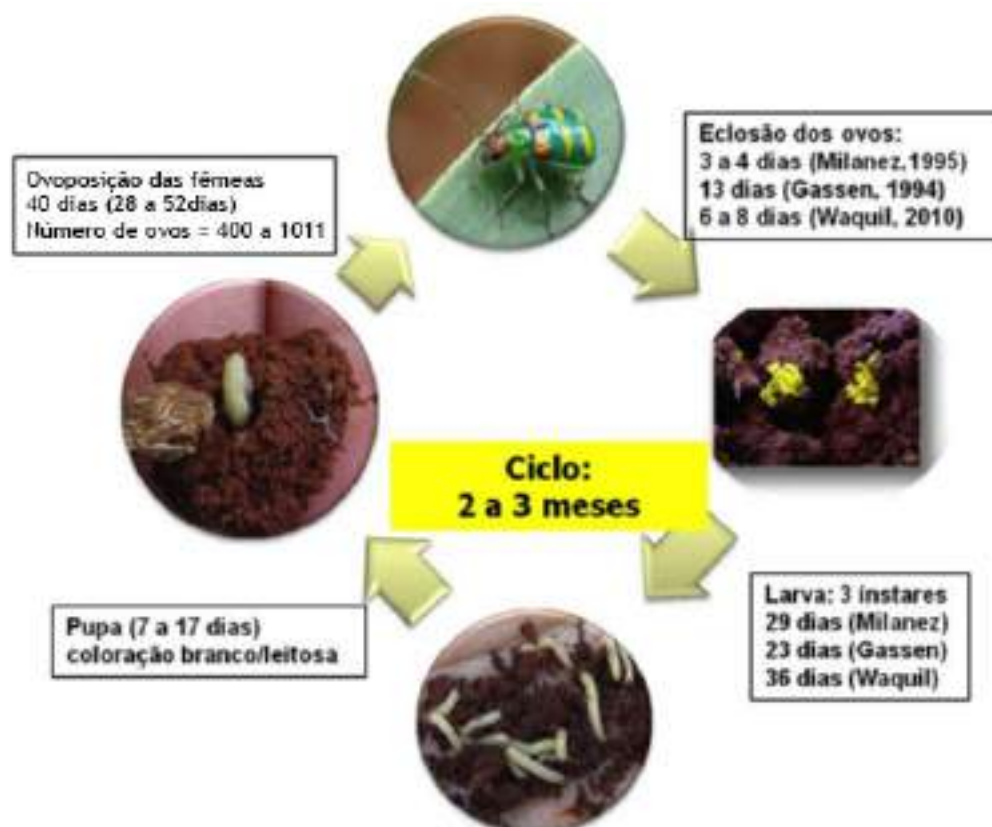 Ovoposição das fêmeas
40 dias (28 a 52dias)
Número de ovos = 400 a 1011
Eclosão dos ovos:
3 a 4 dias (Milanez,1995)
13 dias (Gassen, 1994)
6 a 8 dias (Waquil, 2010)
Ciclo:
2 a 3 meses
Pupa (7 a 17 dias)
coloração branco/leitosa
Larva: 3 instares
29 dias (Milanez)
23 dias (Gassen)
36 dias (Waquil)